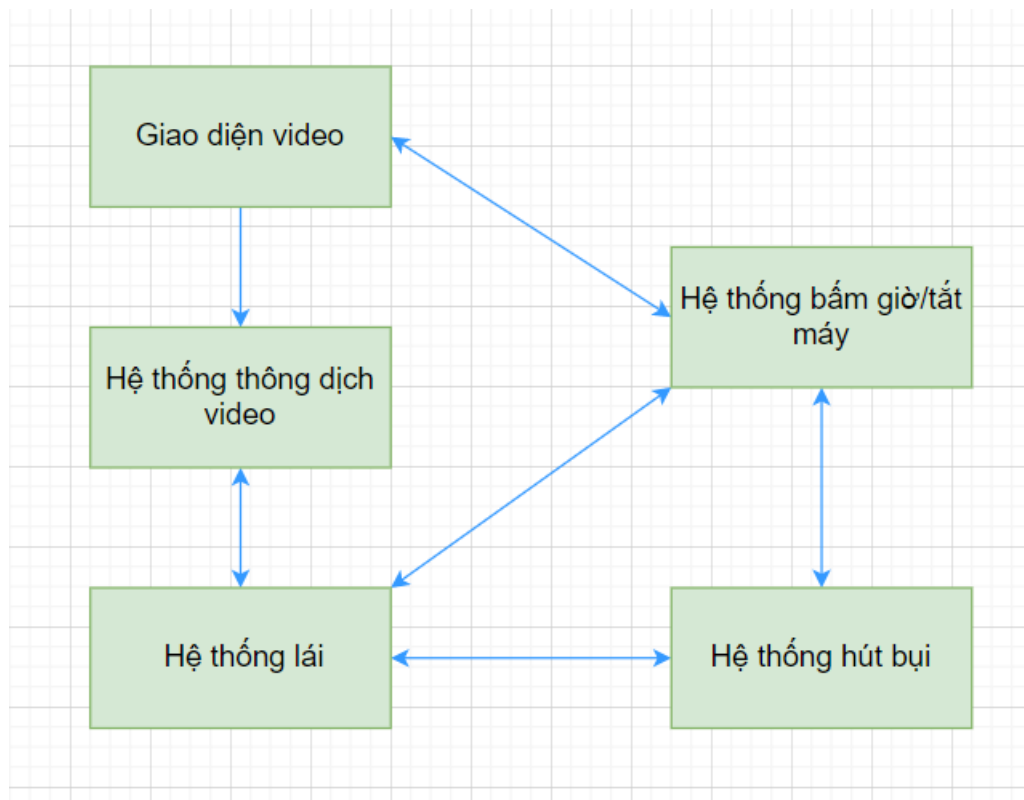 Giao diện video
Hệ thống bấm giờ/tắt
máy
Hệ thống thông dịch
video
Hệ thống lái
Hệ thống hút bụi